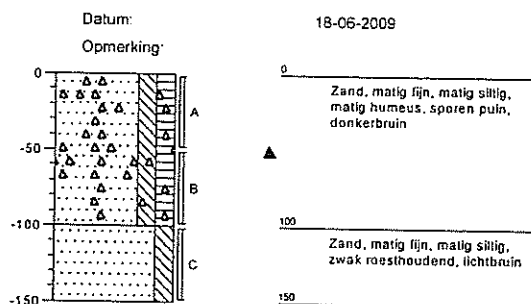 Datum: 18-06-2009
Opmerking:
0
-50
-100
-150
A
B
C
0
Zand, matig fijn, matig siltig,
matig humeus, sporen puin,
donkerbruin
100
Zand, matig fijn, matig siltig,
zwak roesthoudend, lichtbruin
150